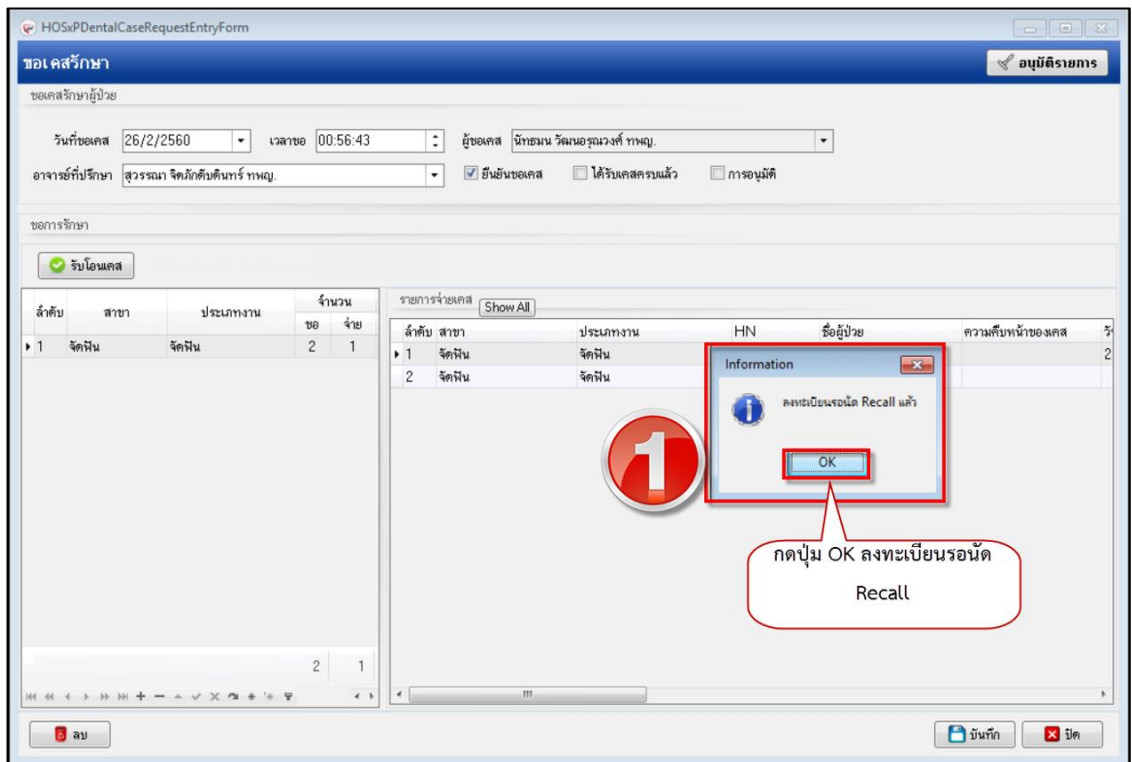 HOSxPDentalCaseRequestEntryForm
ขอเคสรักษา
อนุมัติรายการ
ขอเคสรักษาผู้ป่วย
วันที่ขอเคส 26/2/2560 เวลาขอ 00:56:43 ผู้ขอเคส นัทธมน วัฒนอรุณวงศ์ ทพญ.
อาจารย์ที่ปรึกษา สุวรรณา จิตภักดีบดินทร์ ทพญ. ยืนยันขอเคส ได้รับเคสครบแล้ว การอนุมัติ
ขอการรักษา
รับโอนเคส
ลำดับ สาขา ประเภทงาน จำนวน
ขอ จ่าย
1 จัดฟัน จัดฟัน 2 1
2 1
รายการจ่ายเคส Show All
ลำดับ สาขา ประเภทงาน HN ชื่อผู้ป่วย ความคืบหน้าของเคส
1 จัดฟัน จัดฟัน 2
2 จัดฟัน จัดฟัน
Information
ลงทะเบียนรอนัด Recall แล้ว
OK
1
กดปุ่ม OK ลงทะเบียนรอนัด
Recall
ลบ
บันทึก
ปิด